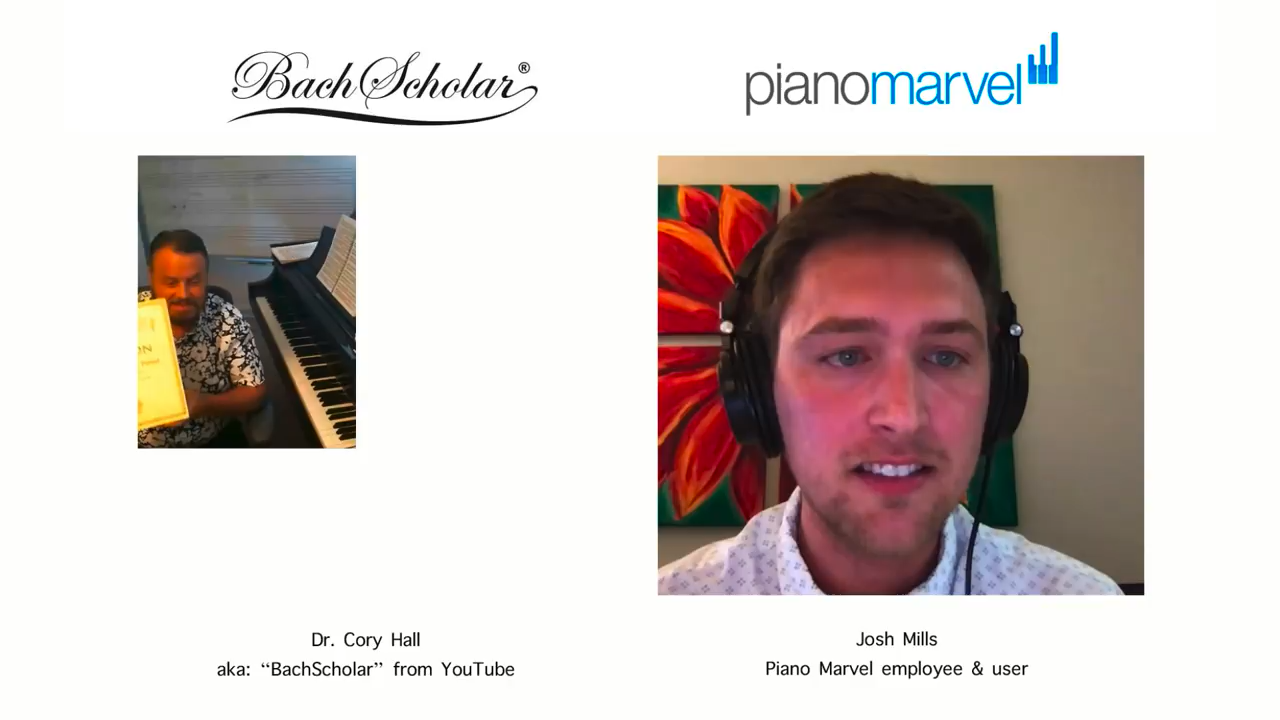 BachScholar®
pianomarvel
Dr. Cory Hall
aka: “BachScholar” from YouTube
Josh Mills
Piano Marvel employee & user